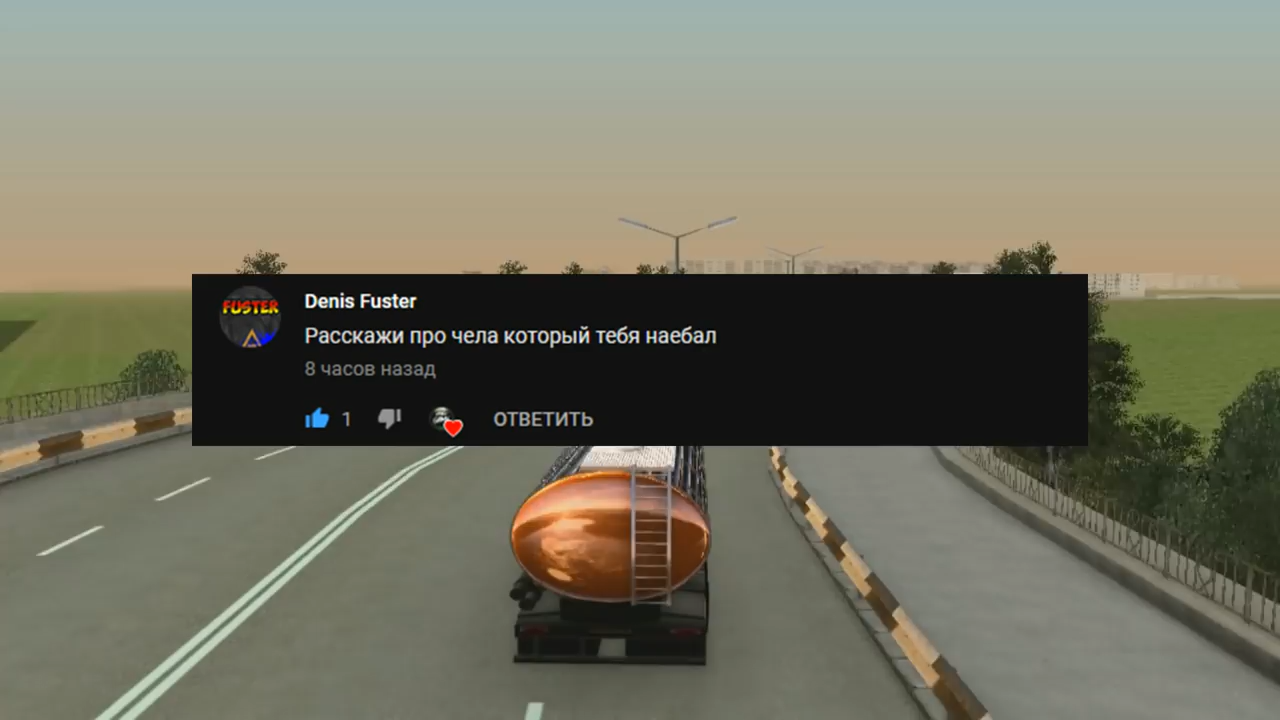 FUSTER
Denis Fuster
Расскажи про чела который тебя наебал
8 часов назад
1
ОТВЕТИТЬ